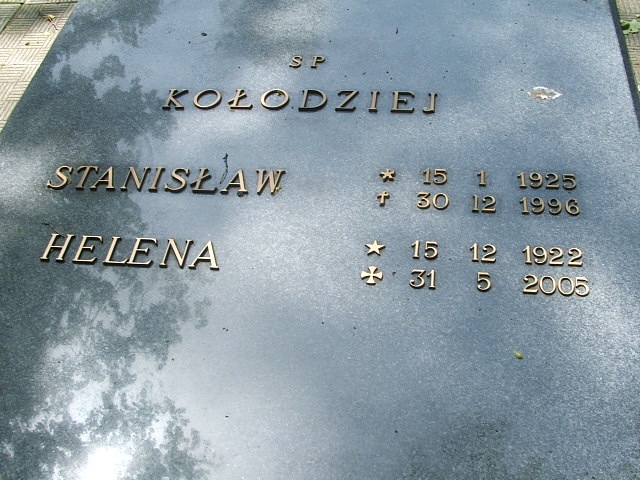 SP
KOŁODZIEJ
STANISŁAW * 15 1 1925
✝ 30 12 1996
HELENA ★ 15 12 1922
✠ 31 5 2005